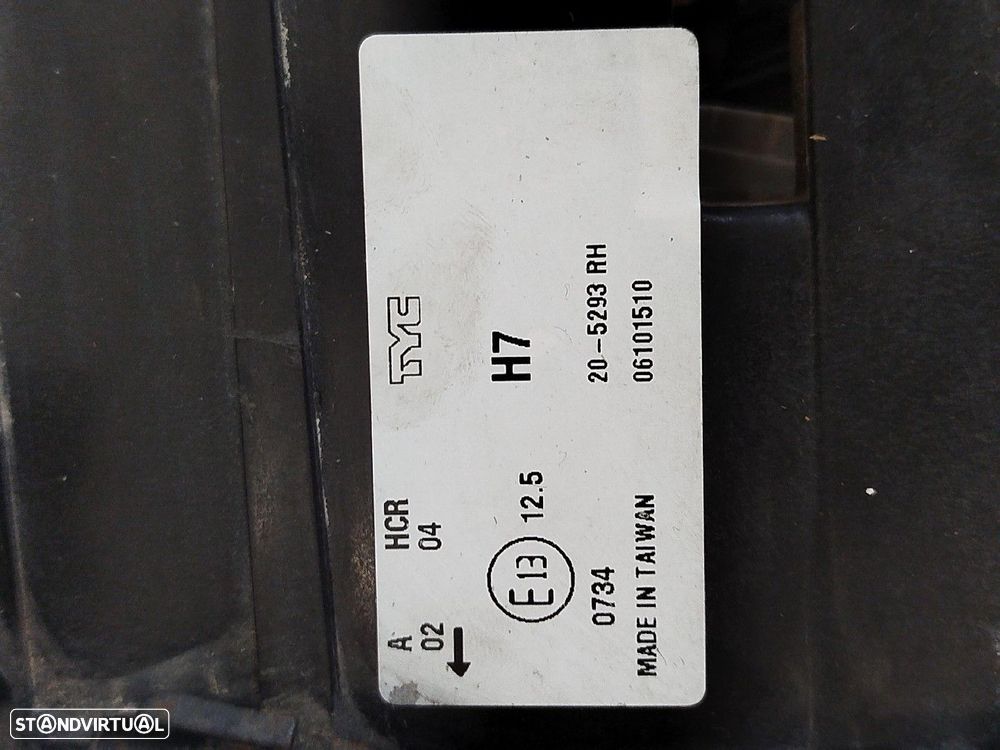 A HCR TYC
02 04
←
E13 12.5 H7
0734 20-5293 RH
MADE IN TAIWAN 06101510
STANDVIRTUAL